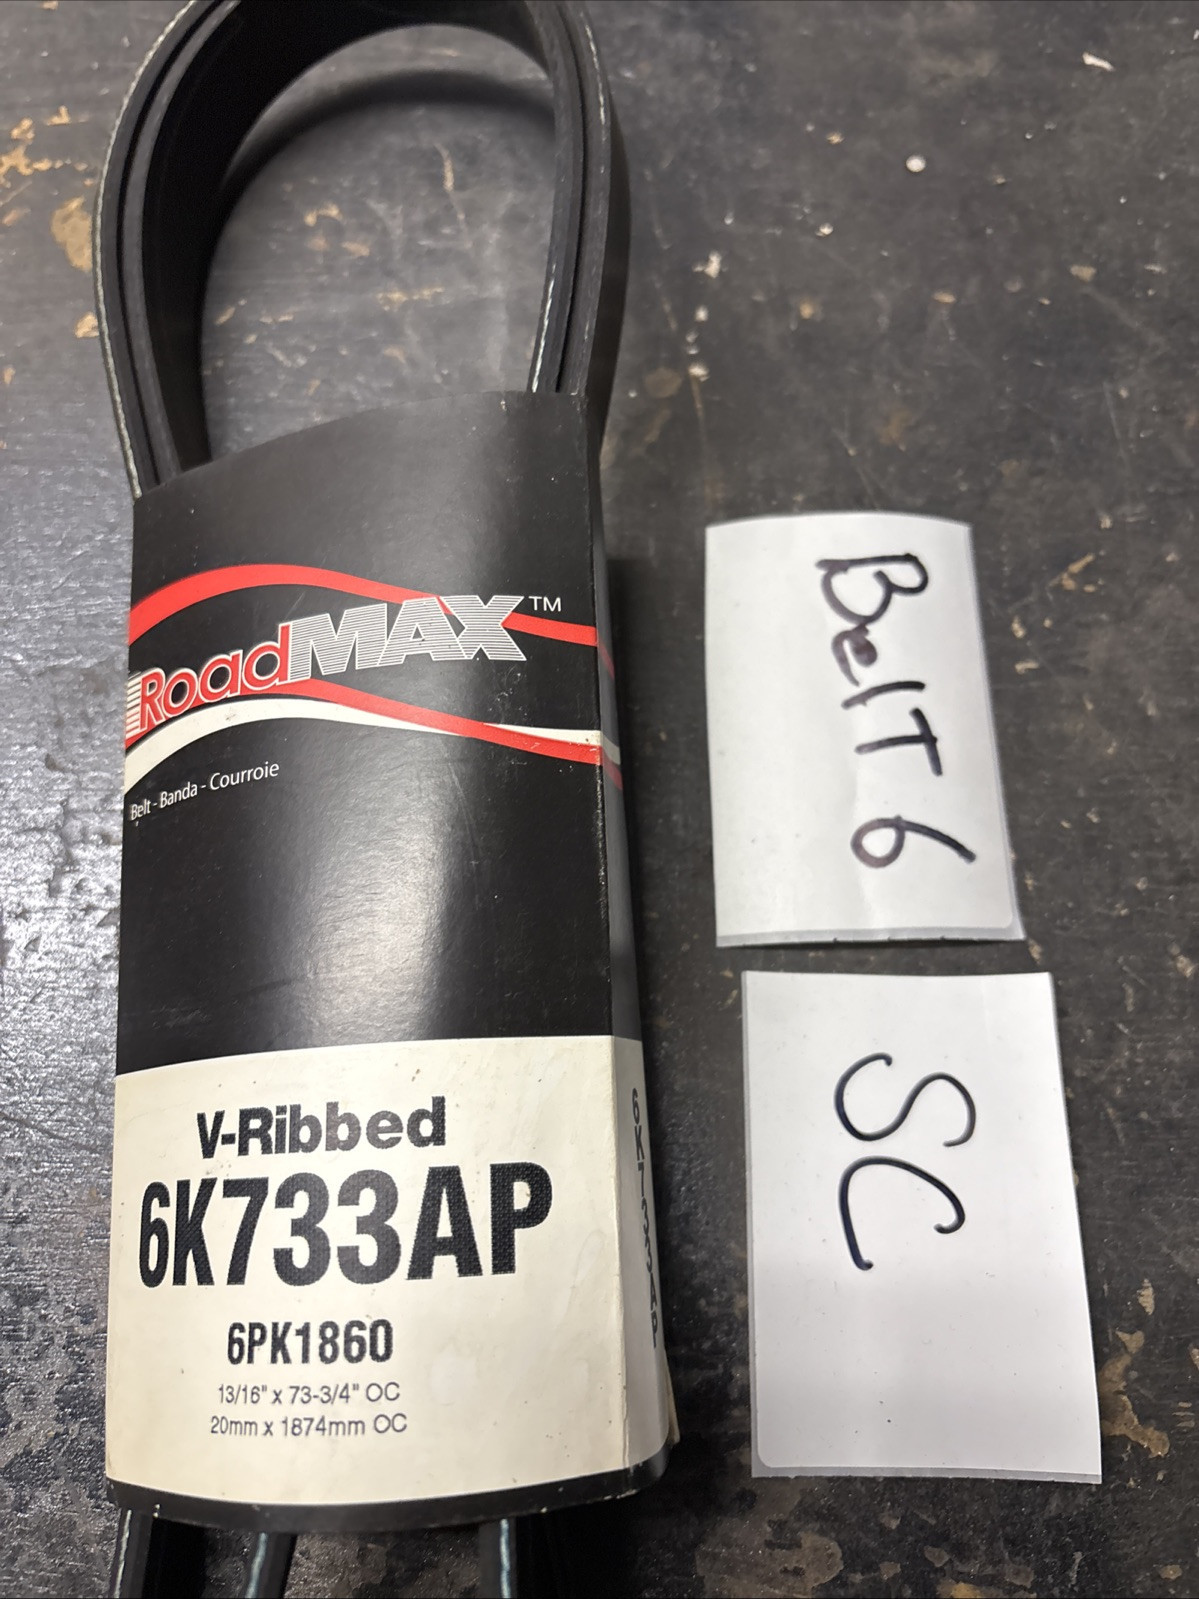 RoadMAX™
Belt - Banda - Courroie
V-Ribbed
6K733AP
6PK1860
13/16" x 73-3/4" OC
20mm x 1874mm OC
6K733AP
BelT 6
SC